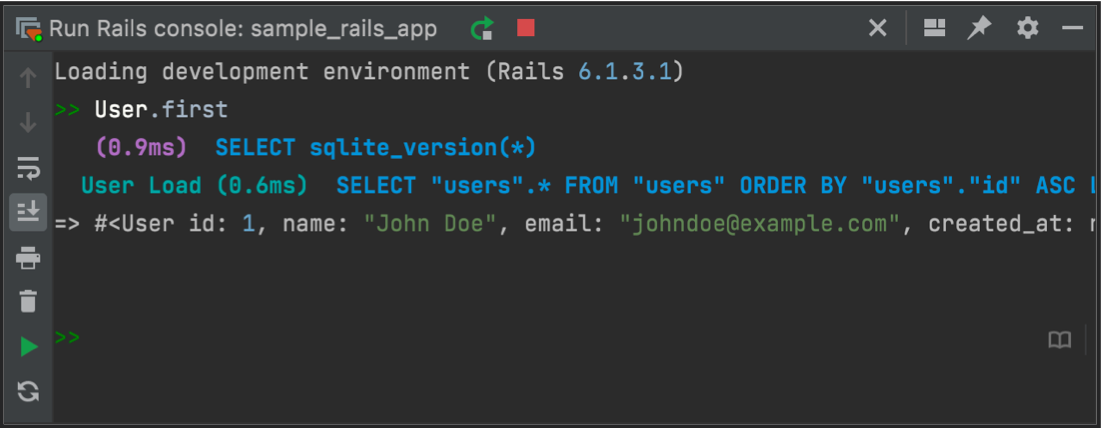 Run Rails console: sample_rails_app
Loading development environment (Rails 6.1.3.1)
>> User.first
(0.9ms)  SELECT sqlite_version(*)
User Load (0.6ms)  SELECT "users".* FROM "users" ORDER BY "users"."id" ASC
=> #<User id: 1, name: "John Doe", email: "johndoe@example.com", created_at:
>>